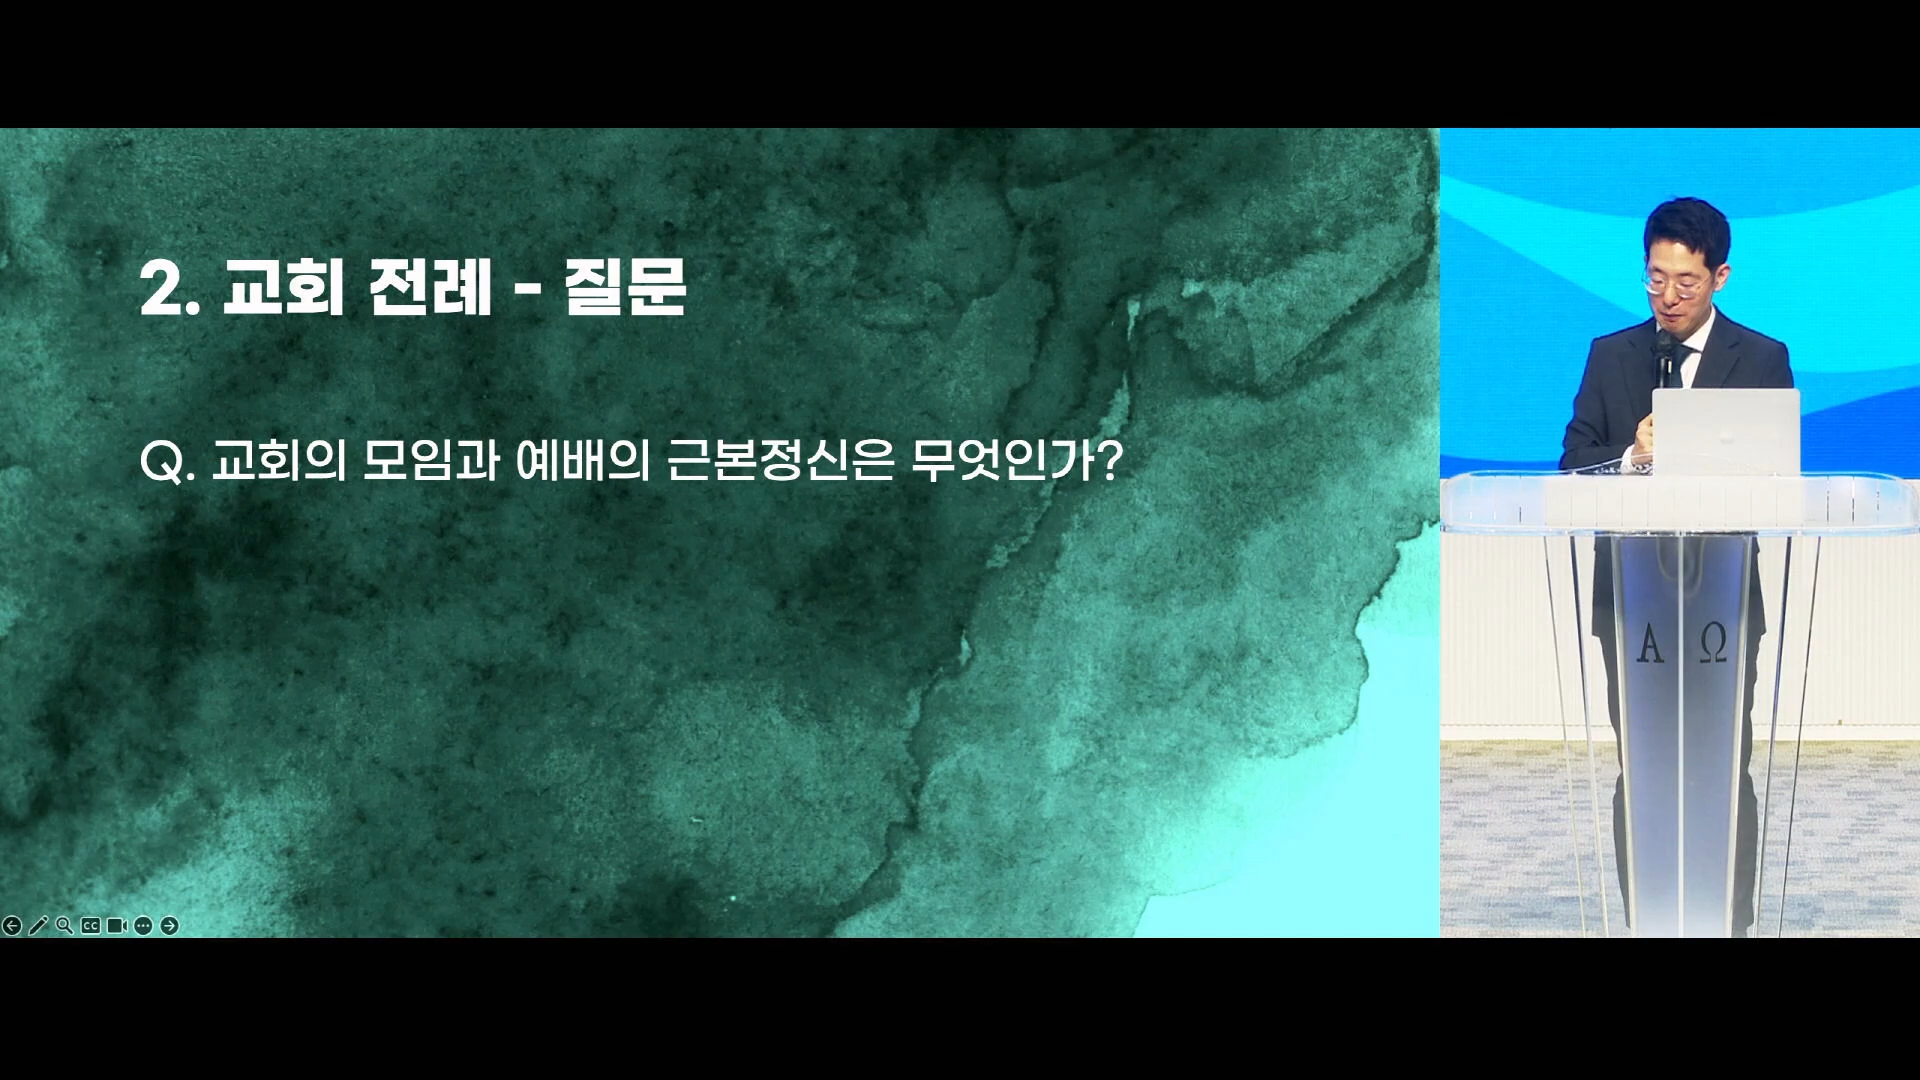 2. 교회 전례 - 질문
Q. 교회의 모임과 예배의 근본정신은 무엇인가?
CC
Α Ω